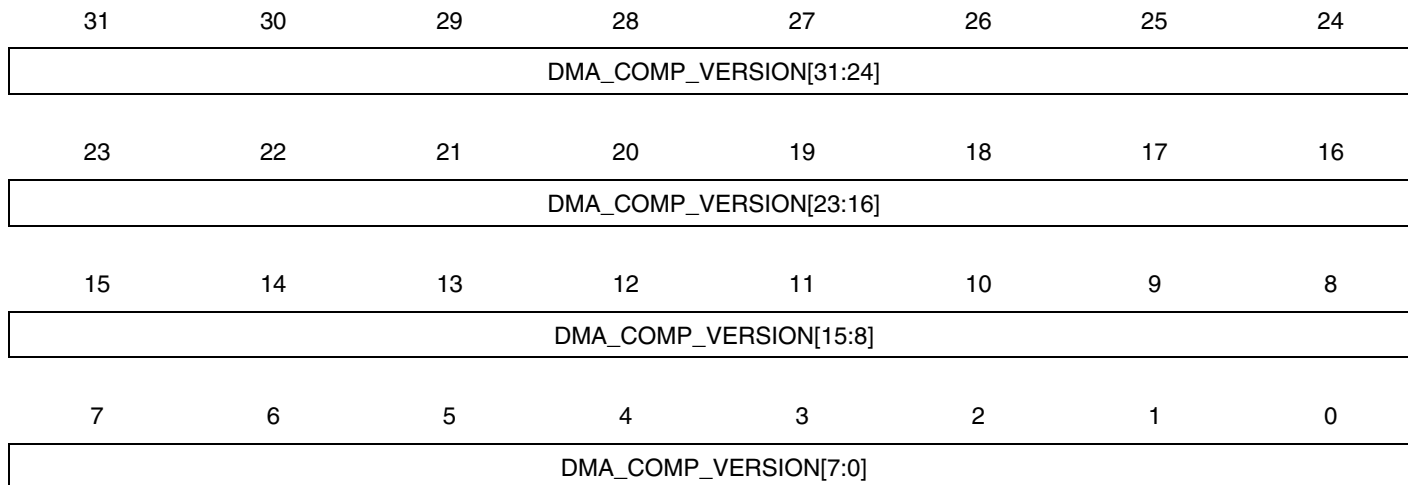 31 30 29 28 27 26 25 24
DMA_COMP_VERSION[31:24]
23 22 21 20 19 18 17 16
DMA_COMP_VERSION[23:16]
15 14 13 12 11 10 9 8
DMA_COMP_VERSION[15:8]
7 6 5 4 3 2 1 0
DMA_COMP_VERSION[7:0]